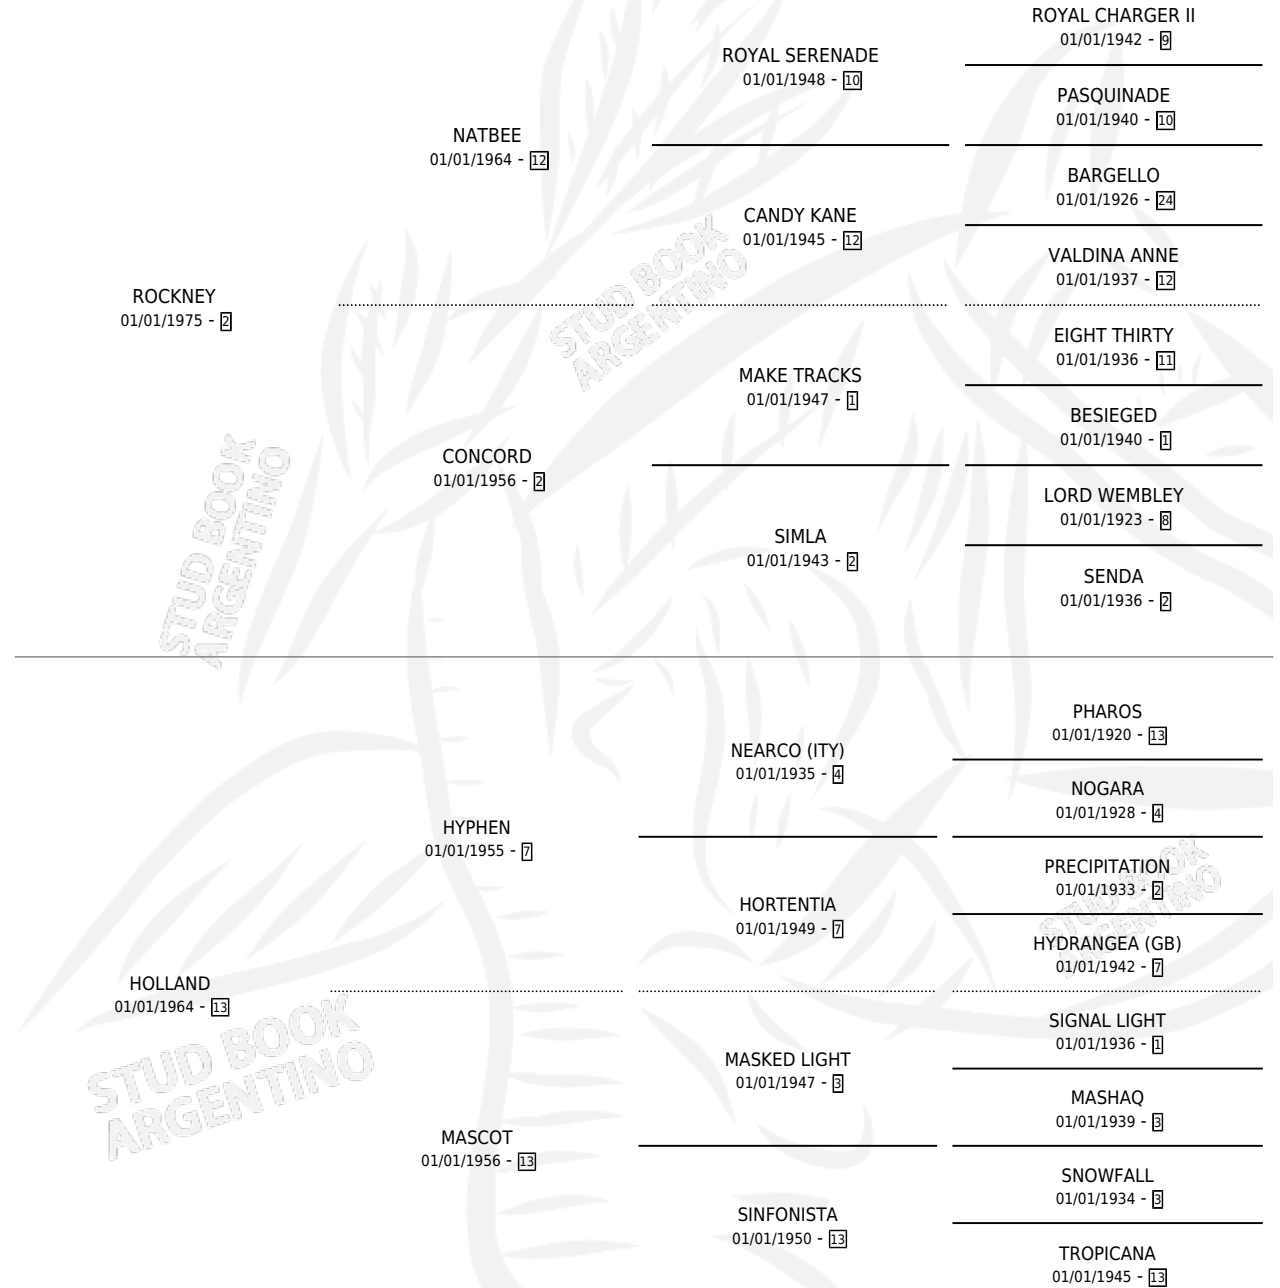 ROYAL CHARGER II
01/01/1942 - 9
ROYAL SERENADE
01/01/1948 - 10
PASQUINADE
01/01/1940 - 10
NATBEE
01/01/1964 - 12
BARGELLO
01/01/1926 - 24
CANDY KANE
01/01/1945 - 12
VALDINA ANNE
01/01/1937 - 12
ROCKNEY
01/01/1975 - 2
EIGHT THIRTY
01/01/1936 - 11
MAKE TRACKS
01/01/1947 - 1
BESIEGED
01/01/1940 - 1
CONCORD
01/01/1956 - 2
LORD WEMBLEY
01/01/1923 - 8
SIMLA
01/01/1943 - 2
SENDA
01/01/1936 - 2
STUD BOOK
ARGENTINO
STUD BOOK
ARGENTINO
PHAROS
01/01/1920 - 13
NEARCO (ITY)
01/01/1935 - 4
NOGARA
01/01/1928 - 4
HYPHEN
01/01/1955 - 7
PRECIPITATION
01/01/1933 - 2
HORTENTIA
01/01/1949 - 7
HYDRANGEA (GB)
01/01/1942 - 7
HOLLAND
01/01/1964 - 13
SIGNAL LIGHT
01/01/1936 - 1
MASKED LIGHT
01/01/1947 - 3
MASHAQ
01/01/1939 - 3
MASCOT
01/01/1956 - 13
SNOWFALL
01/01/1934 - 3
SINFONISTA
01/01/1950 - 13
TROPICANA
01/01/1945 - 13
STUD BOOK
ARGENTINO
STUD BOOK
ARGENTINO